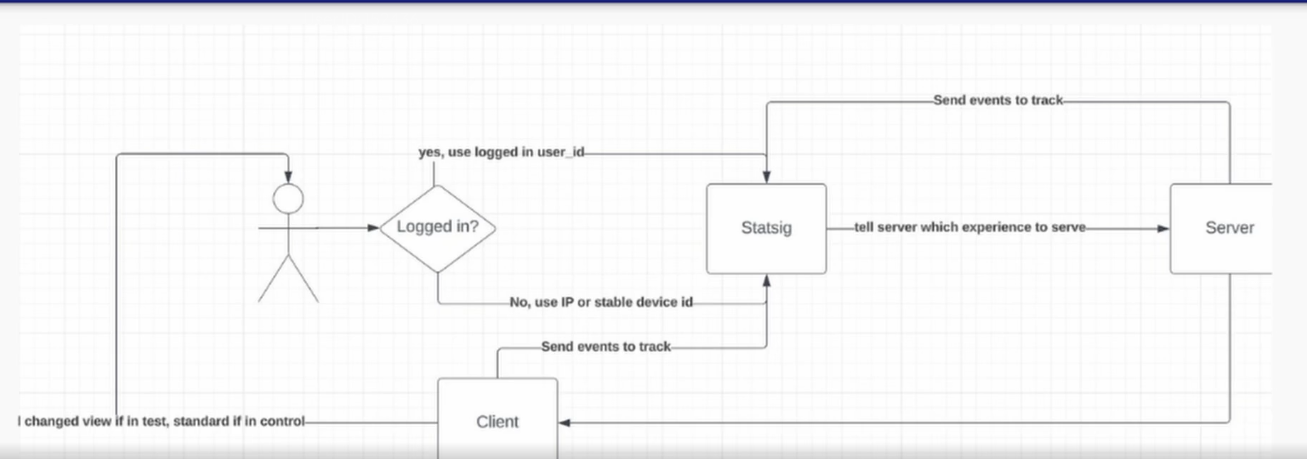 Send events to track
yes, use logged in user_id
Logged in?
Statsig
tell server which experience to serve
Server
No, use IP or stable device id
Send events to track
changed view if in test, standard if in control
Client